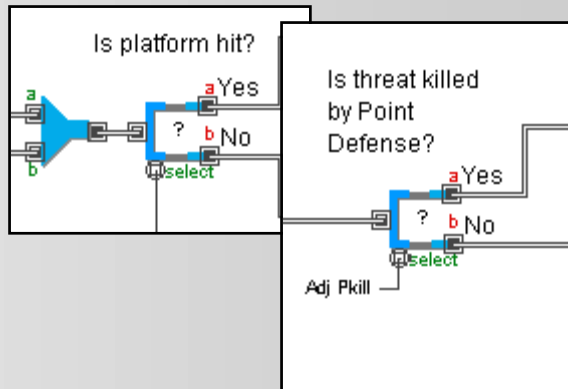 Is platform hit?
a
b
?
a Yes
b No
select
Is threat killed
by Point
Defense?
?
a Yes
b No
select
Adj Pkill